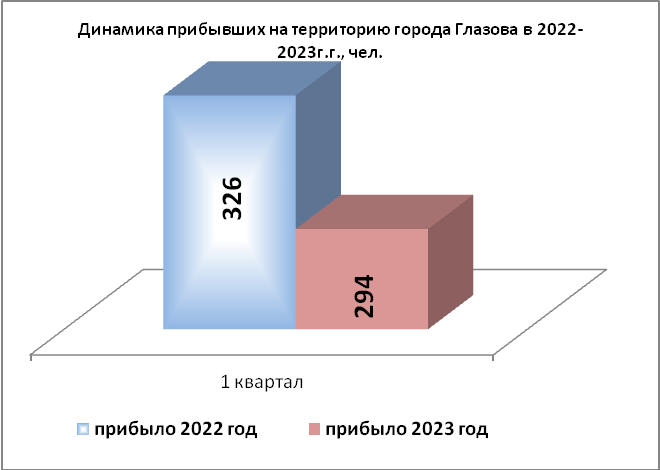 Динамика прибывших на территорию города Глазова в 2022-
2023г.г., чел.
326
294
1 квартал
прибыло 2022 год
прибыло 2023 год